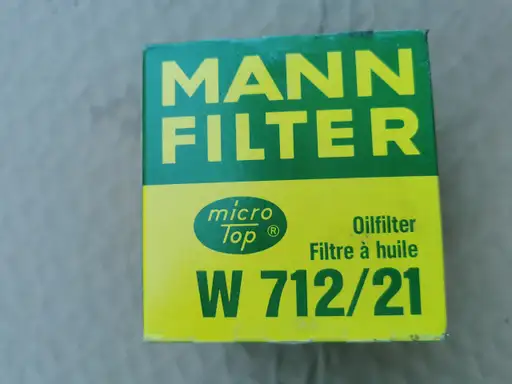 MANN
FILTER
micro
Top ®
Oilfilter
Filtre à huile
W 712/21